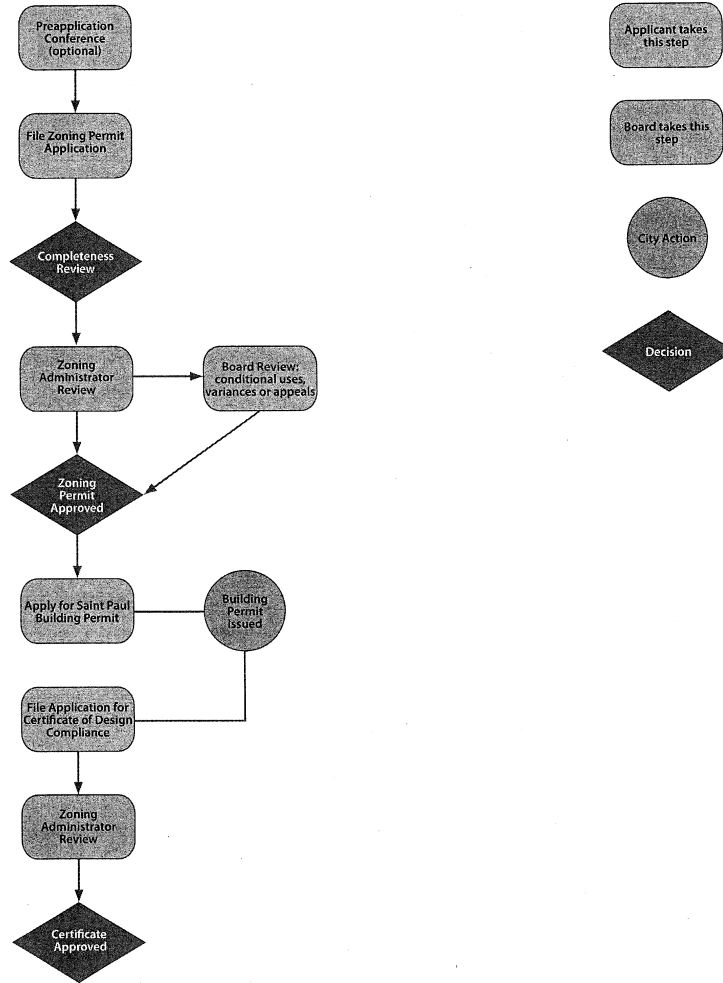 Preapplication
Conference
(optional)
File Zoning Permit
Application
Completeness
Review
Zoning
Administrator
Review
Board Review:
conditional uses,
variances or appeals
Zoning
Permit
Approved
Apply for Saint Paul
Building Permit
Building
Permit
Issued
File Application for
Certificate of Design
Compliance
Zoning
Administrator
Review
Certificate
Approved
Applicant takes
this step
Board takes this
step
City Action
Decision